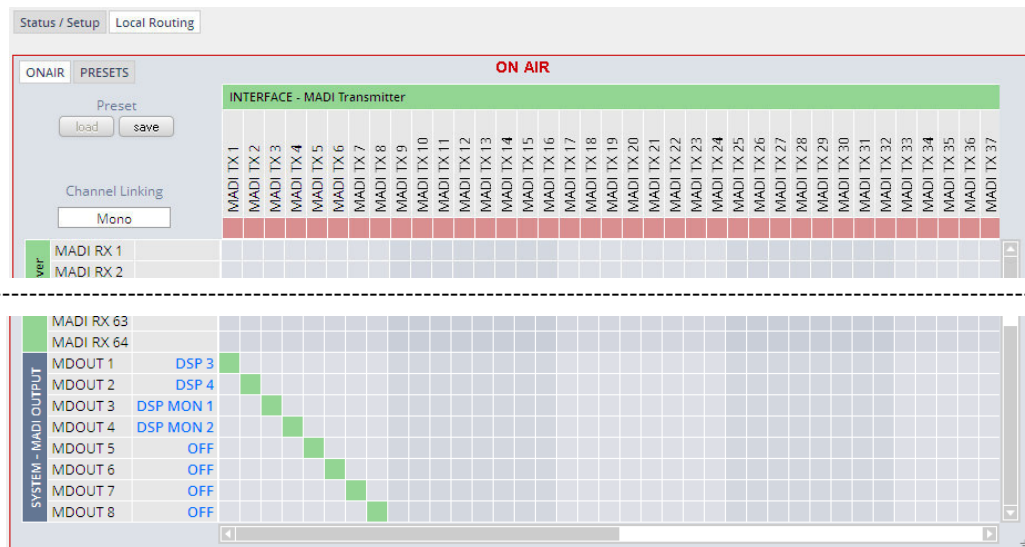 Status / Setup Local Routing
ON AIR
ONAIR PRESETS
INTERFACE - MADI Transmitter
Preset
load save
Channel Linking
Mono
MADI TX 1
MADI TX 2
MADI TX 3
MADI TX 4
MADI TX 5
MADI TX 6
MADI TX 7
MADI TX 8
MADI TX 9
MADI TX 10
MADI TX 11
MADI TX 12
MADI TX 13
MADI TX 14
MADI TX 15
MADI TX 16
MADI TX 17
MADI TX 18
MADI TX 19
MADI TX 20
MADI TX 21
MADI TX 22
MADI TX 23
MADI TX 24
MADI TX 25
MADI TX 26
MADI TX 27
MADI TX 28
MADI TX 29
MADI TX 30
MADI TX 31
MADI TX 32
MADI TX 33
MADI TX 34
MADI TX 35
MADI TX 36
MADI TX 37
ver
MADI RX 1
MADI RX 2
MADI RX 63
MADI RX 64
SYSTEM - MADI OUTPUT
MDOUT 1 DSP 3
MDOUT 2 DSP 4
MDOUT 3 DSP MON 1
MDOUT 4 DSP MON 2
MDOUT 5 OFF
MDOUT 6 OFF
MDOUT 7 OFF
MDOUT 8 OFF